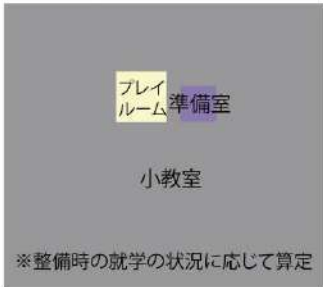 プレイ
ルーム
準備室
小教室
※整備時の就学の状況に応じて算定